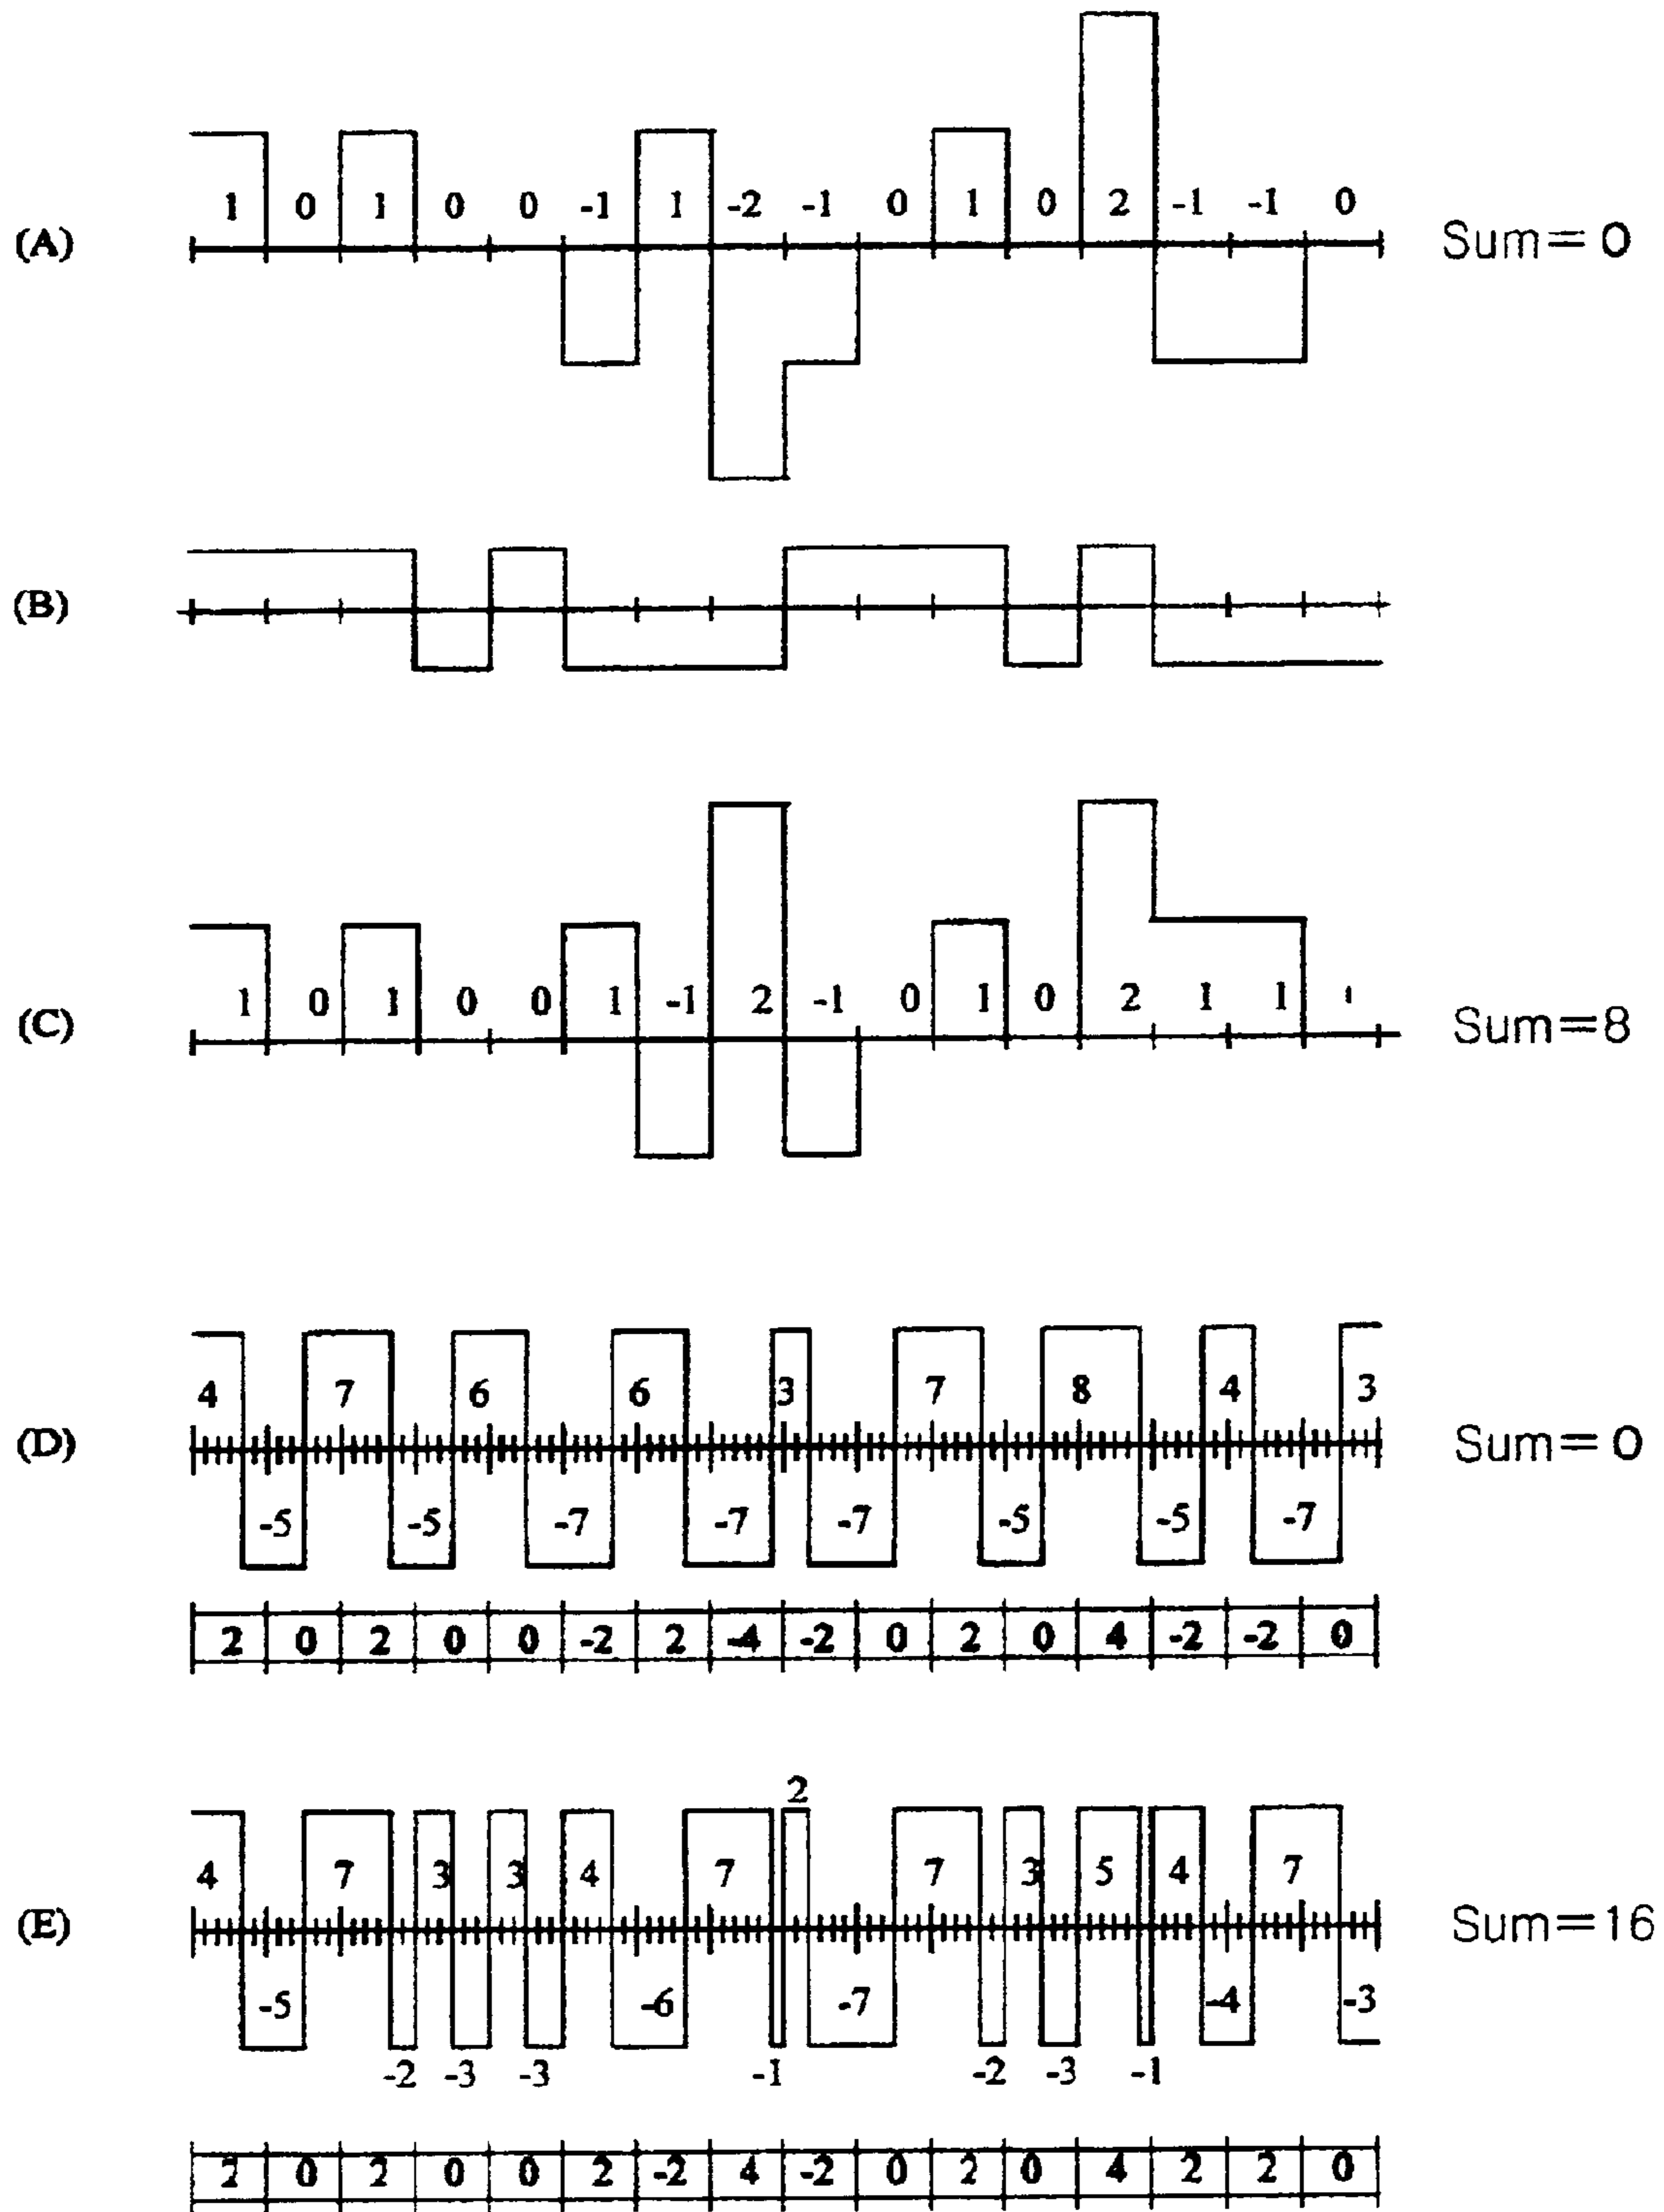 1 0 1 0 0 -1 1 -2 -1 0 1 0 2 -1 -1 0
(A) Sum=0
(B)
1 0 1 0 0 1 -1 2 -1 0 1 0 2 1 1
(C) Sum=8
4 7 6 6 3 7 8 4 3
(D) Sum=0
-5 -5 -7 -7 -7 -5 -5 -7
2 0 2 0 0 -2 2 -4 -2 0 2 0 4 -2 -2 0
2
4 7 3 3 4 7 7 3 5 4 7
(E) Sum=16
-5 -6 -7 -4 -3
-2 -3 -3 -1 -2 -3 -1
2 0 2 0 0 2 -2 4 -2 0 2 0 4 2 2 0